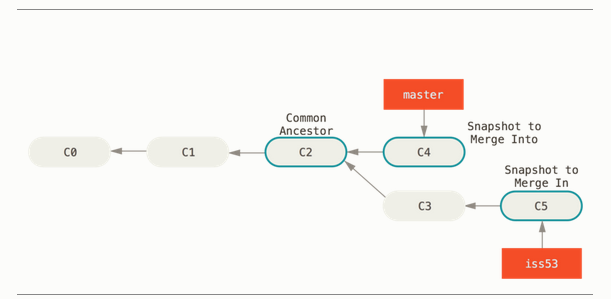 master
Common
Ancestor
Snapshot to
Merge Into
C0
C1
C2
C4
Snapshot to
Merge In
C3
C5
iss53